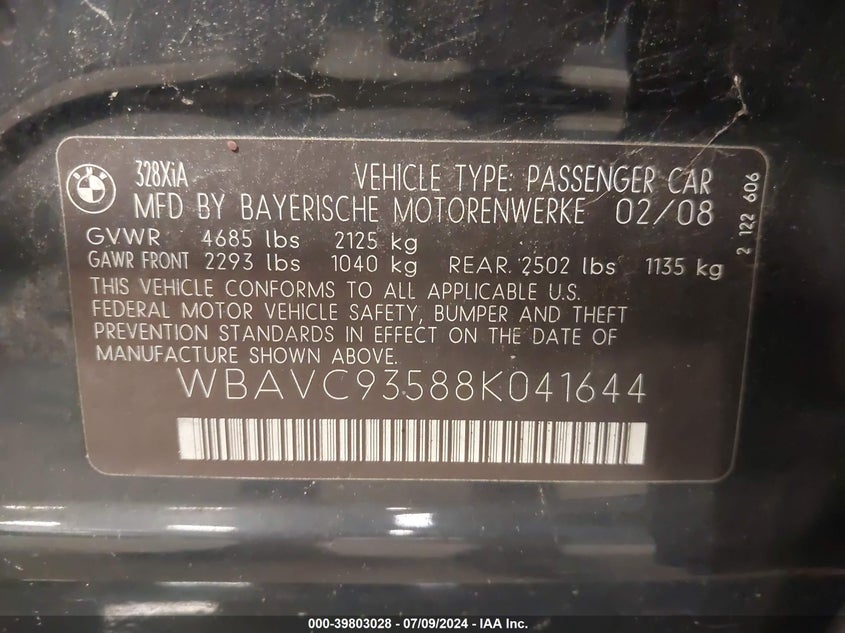 BMW
328XiA VEHICLE TYPE: PASSENGER CAR
MFD BY BAYERISCHE MOTORENWERKE 02/08
GVWR 4685 lbs 2125 kg
GAWR FRONT 2293 lbs 1040 kg REAR: 2502 lbs 1135 kg
THIS VEHICLE CONFORMS TO ALL APPLICABLE U.S.
FEDERAL MOTOR VEHICLE SAFETY, BUMPER AND THEFT
PREVENTION STANDARDS IN EFFECT ON THE DATE OF
MANUFACTURE SHOWN ABOVE.
WBAVC93588K041644
2 122 606
000-39803028 - 07/09/2024 - IAA Inc.